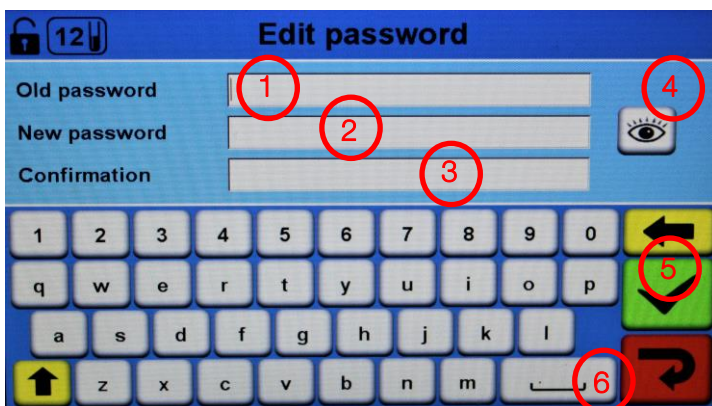 12 Edit password
Old password 1 4
New password 2
Confirmation 3
1 2 3 4 5 6 7 8 9 0
q w e r t y u i o p 5
a s d f g h j k l
z x c v b n m 6